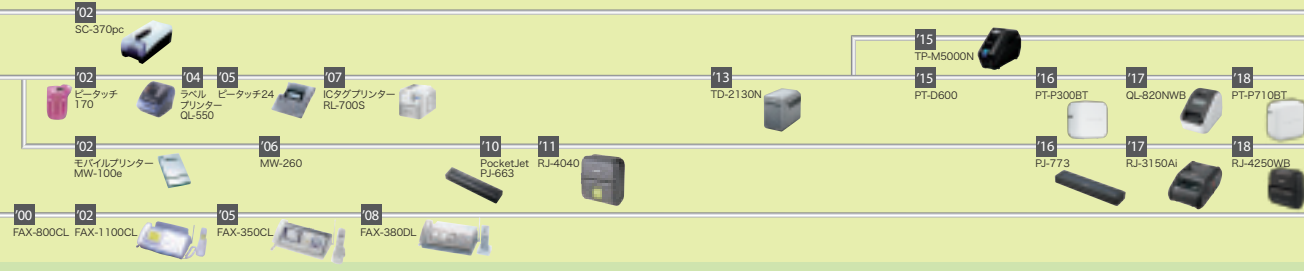 '02
SC-370pc
'15
TP-M5000N
'02
ピータッチ
170
'04
ラベル
プリンター
QL-550
'05
ピータッチ24
'07
ICタグプリンター
RL-700S
'13
TD-2130N
'15
PT-D600
'16
PT-P300BT
'17
QL-820NWB
'18
PT-P710BT
'02
モバイルプリンター
MW-100e
'06
MW-260
'10
PocketJet
PJ-663
'11
RJ-4040
'16
PJ-773
'17
RJ-3150Ai
'18
RJ-4250WB
'00
FAX-800CL
'02
FAX-1100CL
'05
FAX-350CL
'08
FAX-380DL